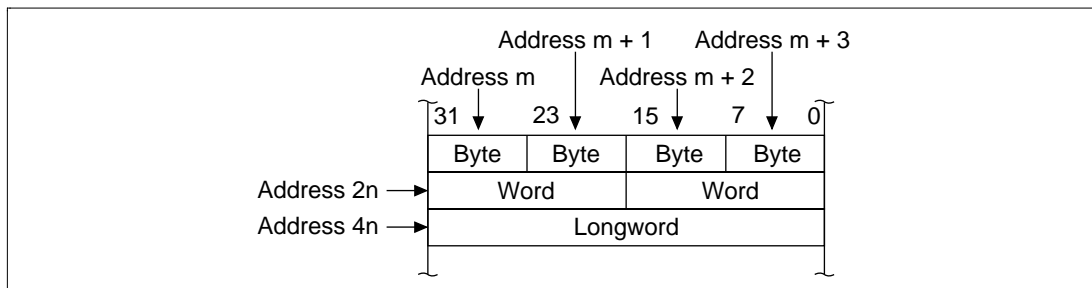 Address m + 1 Address m + 3
Address m Address m + 2
31 23 15 7 0
Byte Byte Byte Byte
Address 2n Word Word
Address 4n Longword